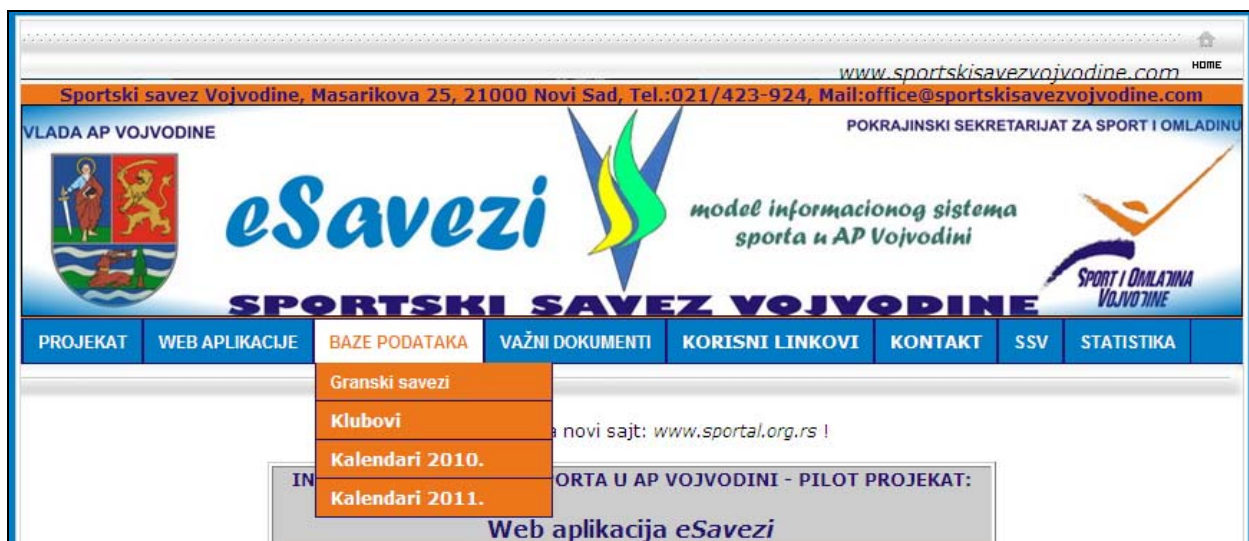 HOME
www.sportskisavezvojvodine.com
Sportski savez Vojvodine, Masarikova 25, 21000 Novi Sad, Tel.:021/423-924, Mail:office@sportskisavezvojvodine.com
VLADA AP VOJVODINE
POKRAJINSKI SEKRETARIJAT ZA SPORT I OMLADINU
eSavezi
model informacionog sistema
sporta u AP Vojvodini
SPORT I OMLADINA
VOJVODINE
SPORTSKI SAVEZ VOJVODINE
PROJEKAT WEB APLIKACIJE BAZE PODATAKA VAŽNI DOKUMENTI KORISNI LINKOVI KONTAKT SSV STATISTIKA
Granski savezi
Klubovi
novi sajt: www.sportal.org.rs !
Kalendari 2010.
ORTA U AP VOJVODINI - PILOT PROJEKAT:
Kalendari 2011.
Web aplikacija eSavezi